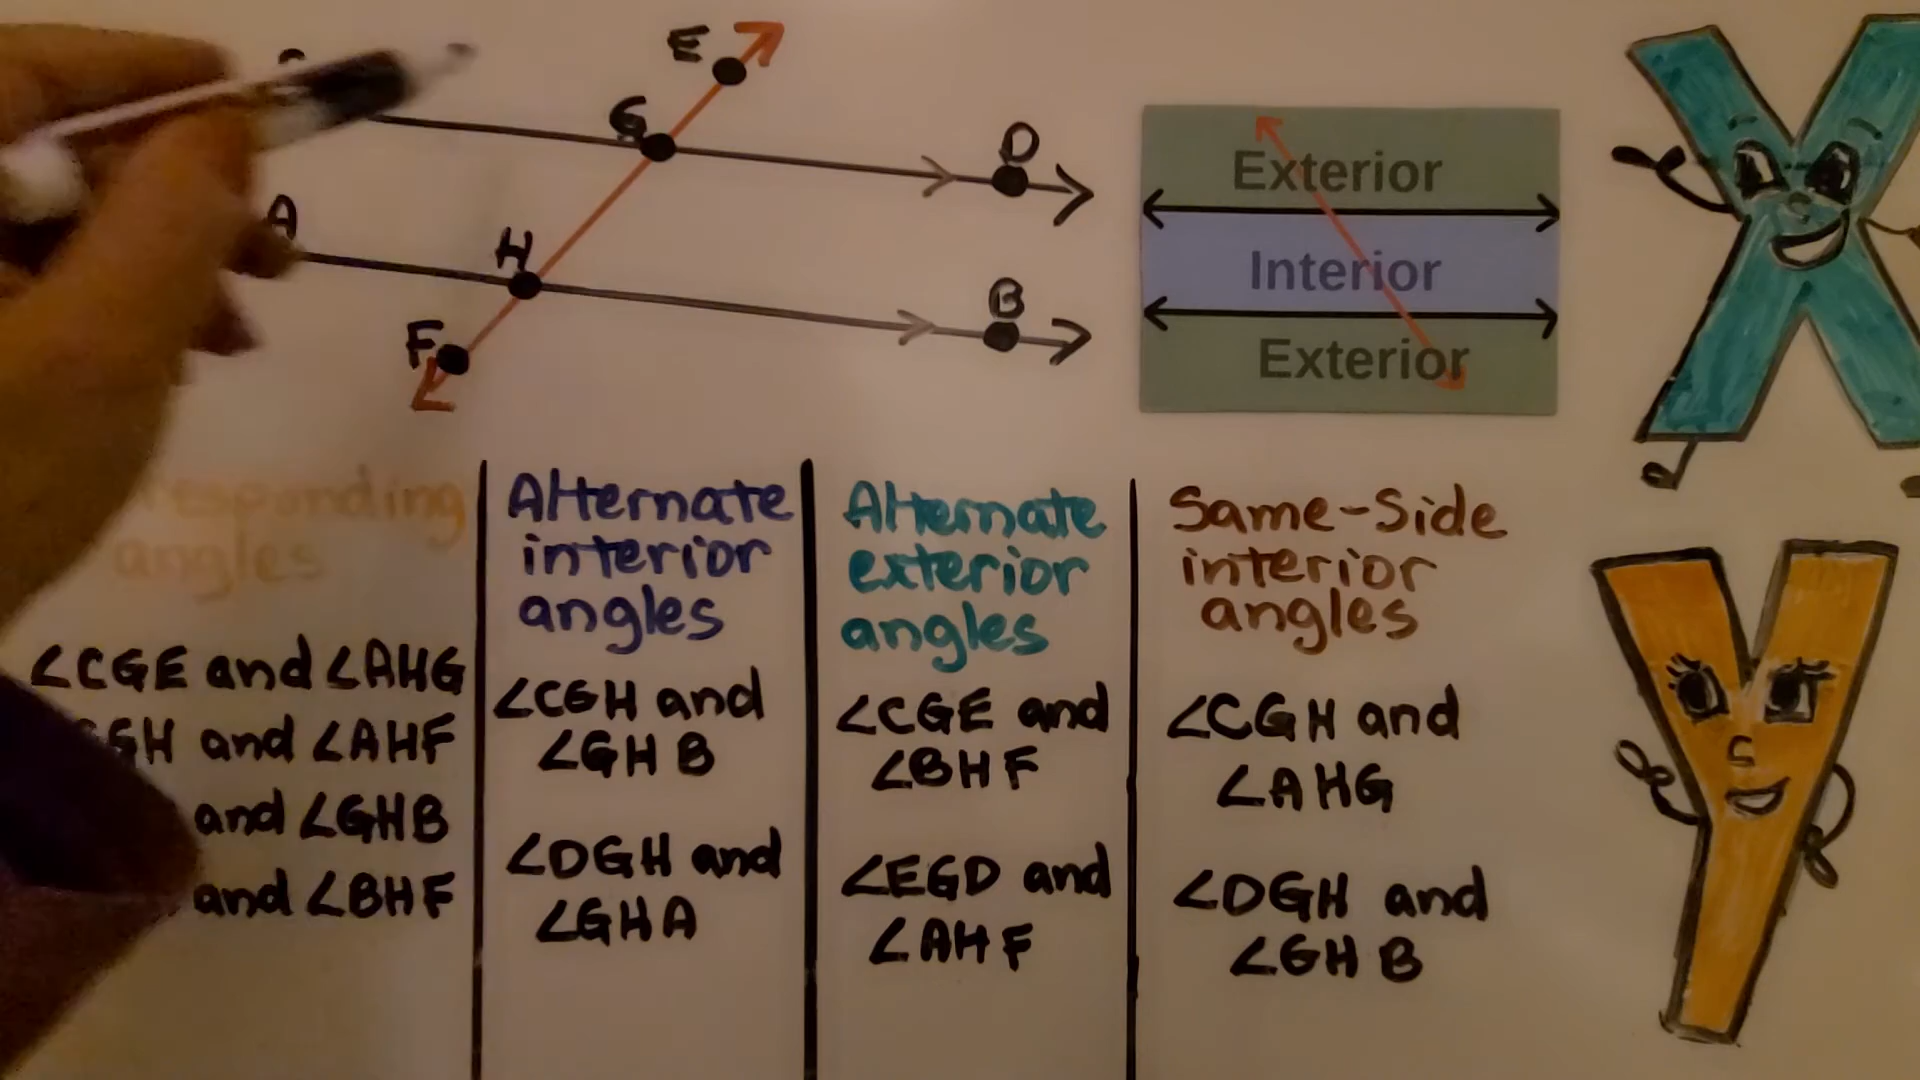 E
G
D
A
H
B
F
Exterior
Interior
Exterior
angles
∠CGE and ∠AHG
and ∠AHF
and ∠GHB
and ∠BHF
Alternate
interior
angles
∠CGH and
∠GHB
∠DGH and
∠GHA
Alternate
exterior
angles
∠CGE and
∠BHF
∠EGD and
∠AHF
Same-Side
interior
angles
∠CGH and
∠AHG
∠DGH and
∠GHB